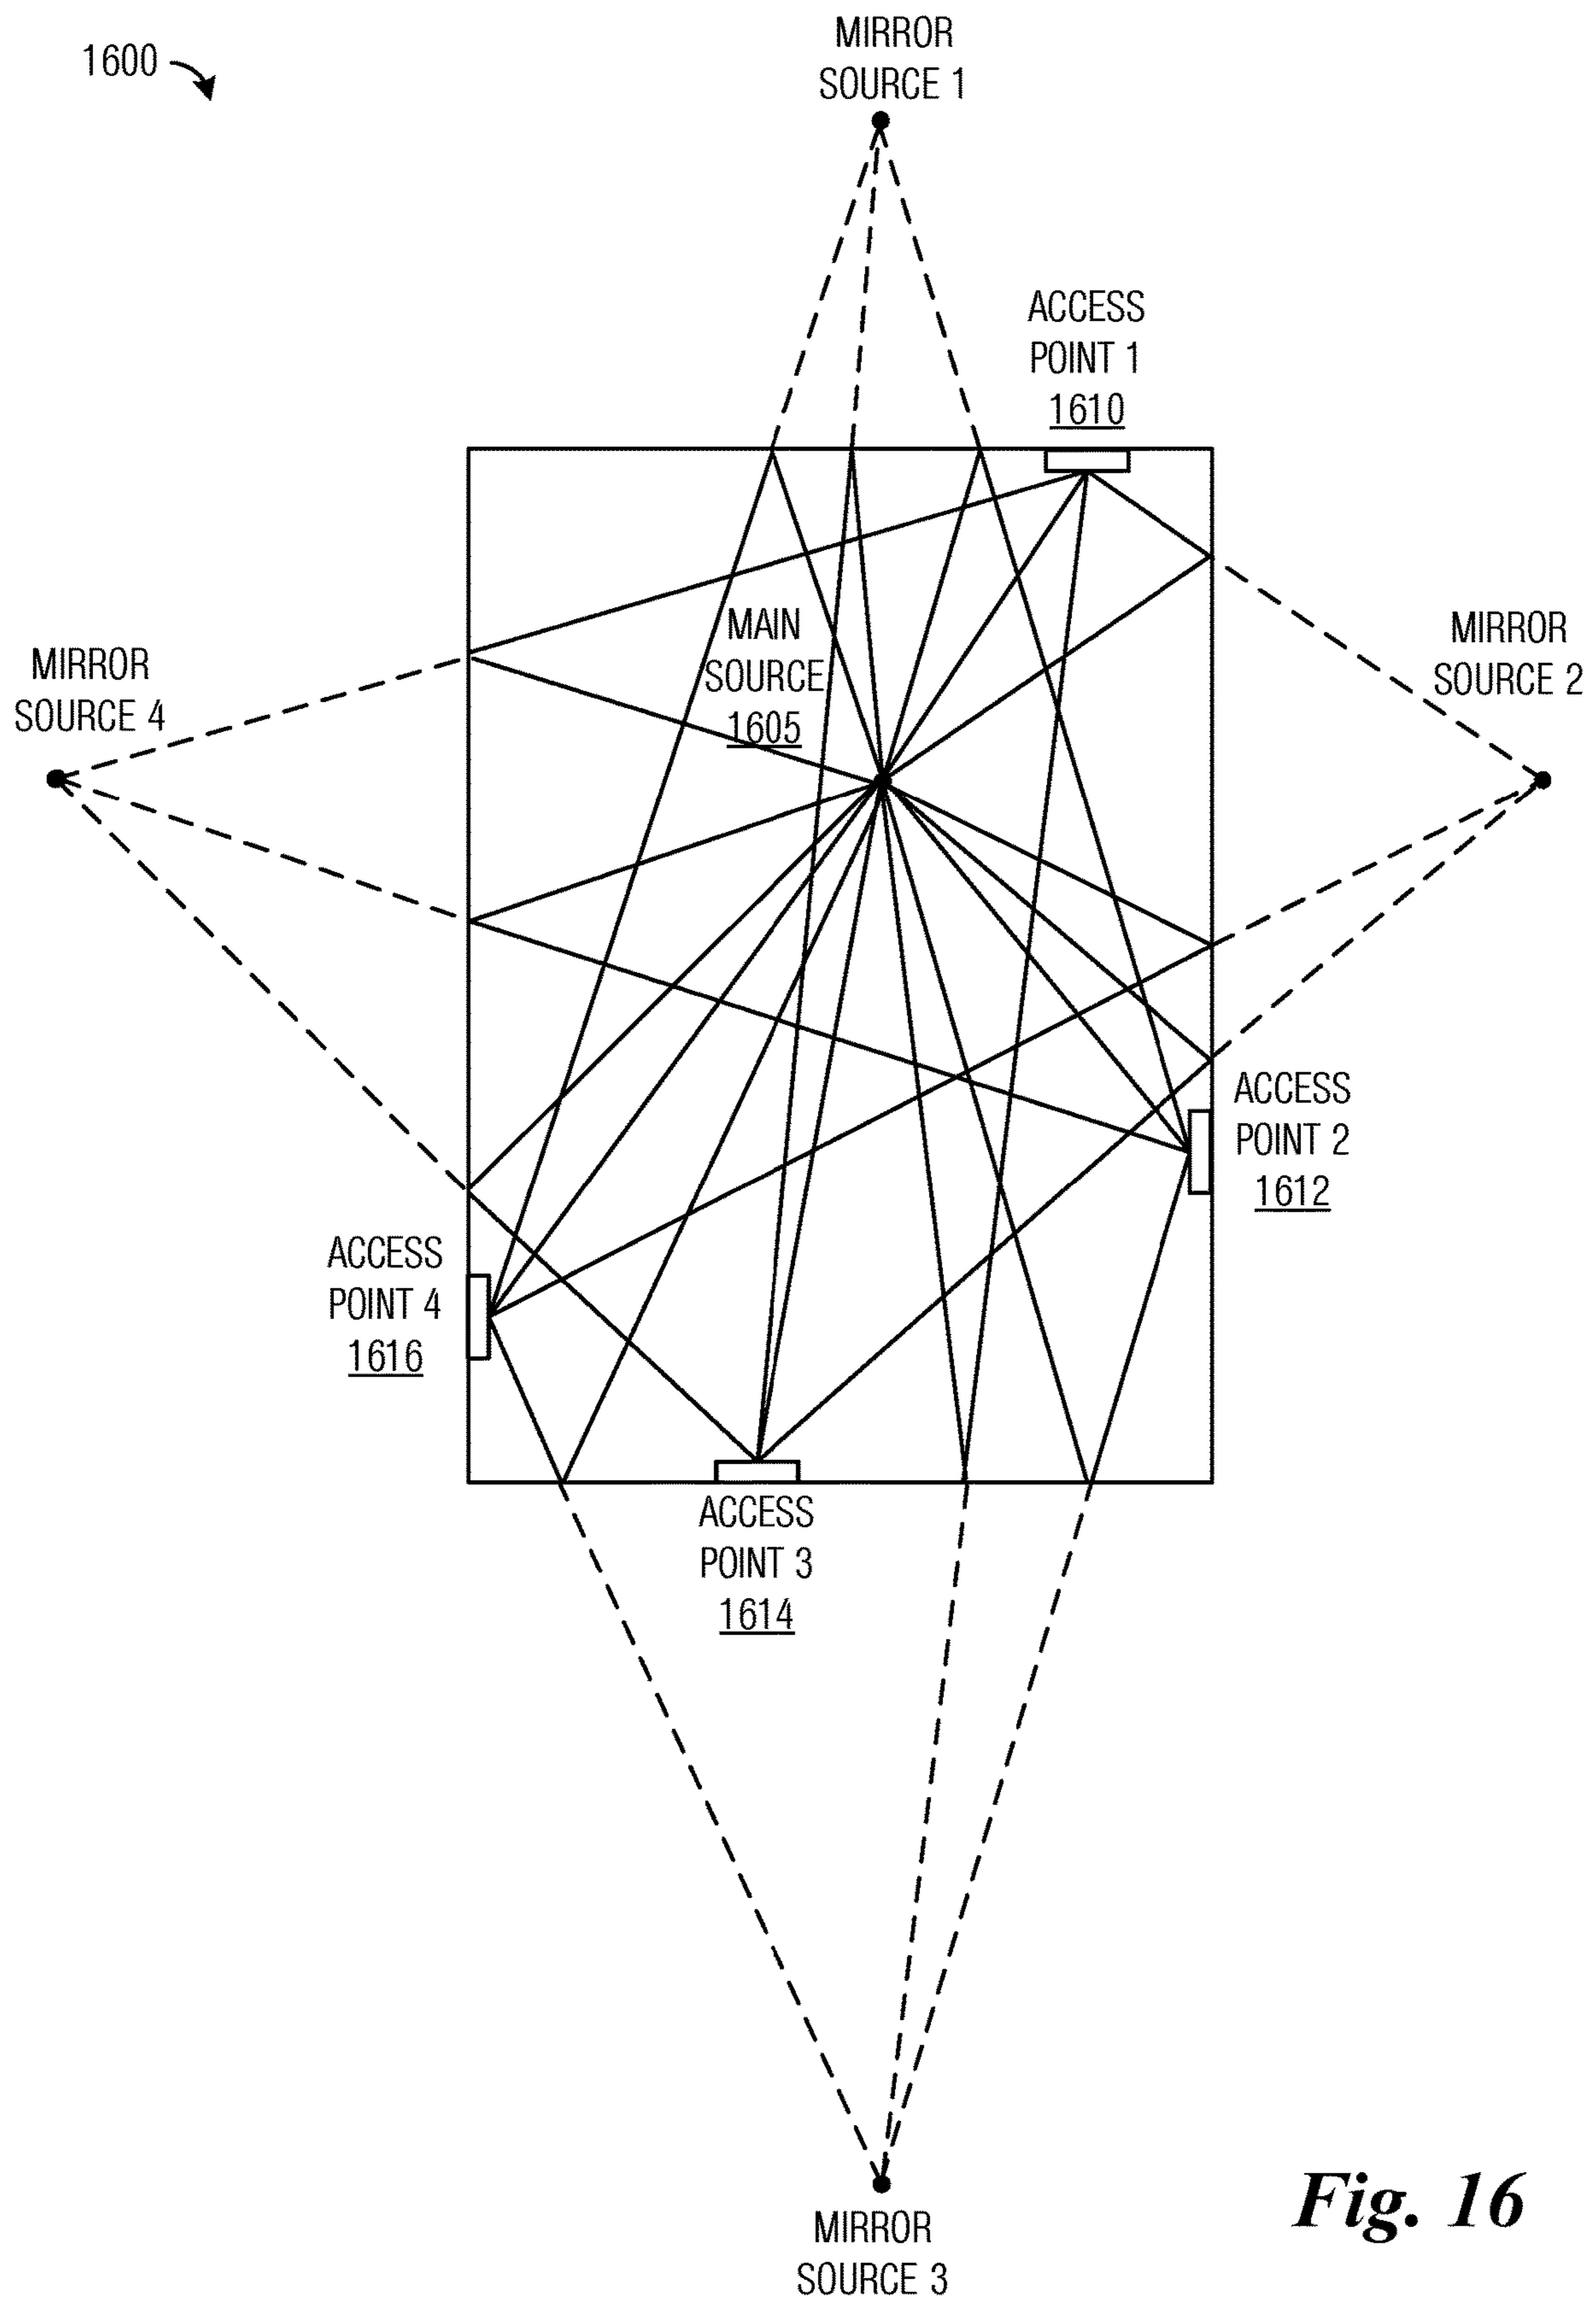 1600
MIRROR
SOURCE 1
ACCESS
POINT 1
1610
MAIN
SOURCE
1605
MIRROR
SOURCE 4
MIRROR
SOURCE 2
ACCESS
POINT 2
1612
ACCESS
POINT 4
1616
ACCESS
POINT 3
1614
MIRROR
SOURCE 3
Fig. 16